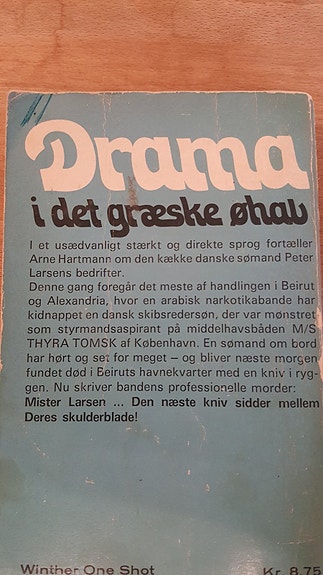 Drama
i det græske øhav
I et usædvanligt stærkt og direkte sprog fortæller
Arne Hartmann om den kække danske sømand Peter
Larsens bedrifter.
Denne gang foregår det meste af handlingen i Beirut
og Alexandria, hvor en arabisk narkotikabande har
kidnappet en dansk skibsredersøn, der var mønstret
som styrmandsaspirant på middelhavsbåden M/S
THYRA TOMSK af København. En sømand om bord
har hørt og set for meget – og bliver næste morgen
fundet død i Beiruts havnekvarter med en kniv i ryg-
gen. Nu skriver bandens professionelle morder:
Mister Larsen ... Den næste kniv sidder mellem
Deres skulderblade!
Winther One Shot
Kr. 8,75